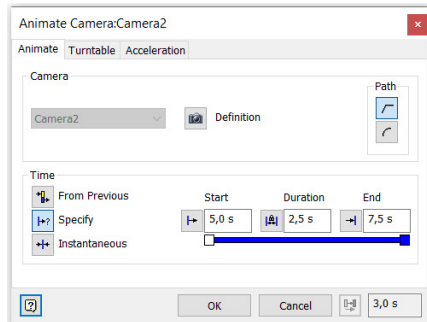 Animate Camera:Camera2
Animate Turntable Acceleration
Camera
Path
Camera2
Definition
Time
From Previous
Start Duration End
Specify
5,0 s 2,5 s 7,5 s
Instantaneous
OK Cancel 3,0 s